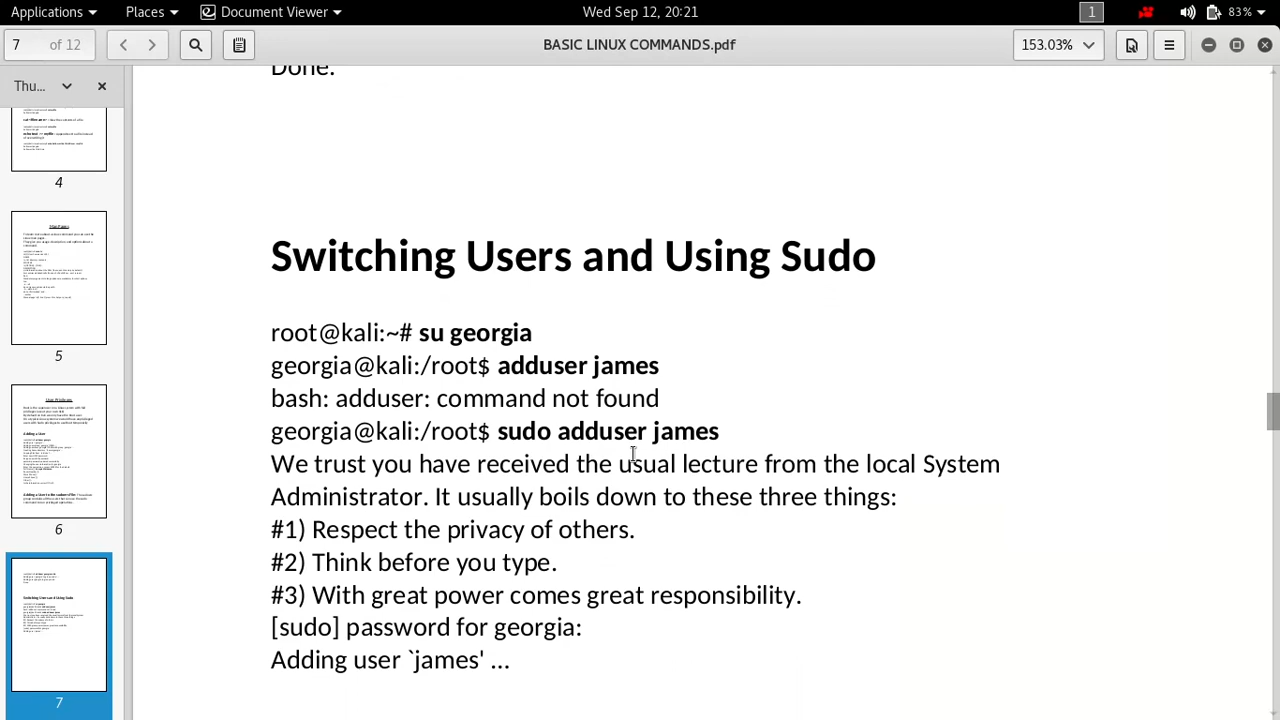 Applications Places Document Viewer Wed Sep 12, 20:21 1 83%
7 of 12 BASIC LINUX COMMANDS.pdf 153.03%
Thu...
4
5
6
7
Done.
Switching Users and Using Sudo
root@kali:~# su georgia
georgia@kali:/root$ adduser james
bash: adduser: command not found
georgia@kali:/root$ sudo adduser james
We trust you have received the usual lecture from the local System
Administrator. It usually boils down to these three things:
#1) Respect the privacy of others.
#2) Think before you type.
#3) With great power comes great responsibility.
[sudo] password for georgia:
Adding user `james' ...